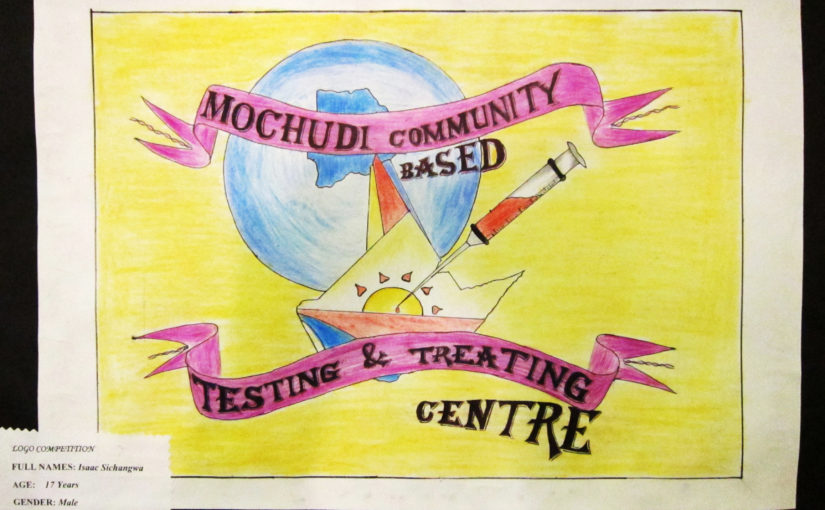 MOCHUDI COMMUNITY
BASED
TESTING & TREATING
CENTRE
LOGO COMPETITION
FULL NAMES: Isaac Sichangwa
AGE: 17 Years
GENDER: Male